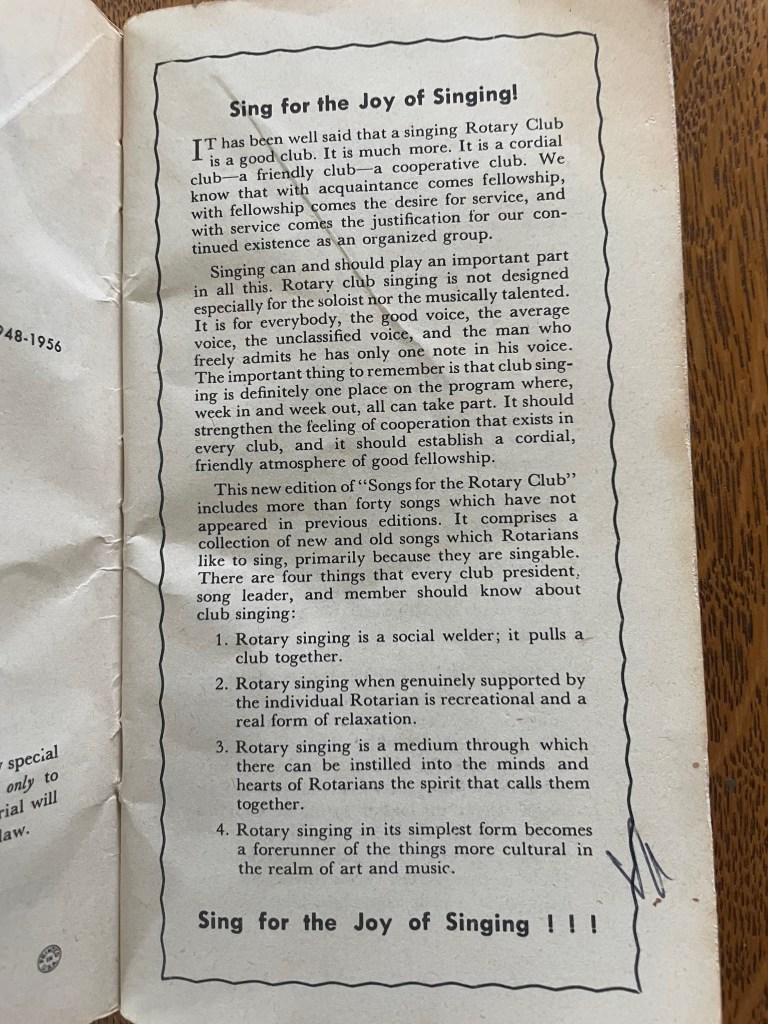 Sing for the Joy of Singing!
IT has been well said that a singing Rotary Club
is a good club. It is much more. It is a cordial
club—a friendly club—a cooperative club. We
know that with acquaintance comes fellowship,
with fellowship comes the desire for service, and
with service comes the justification for our con-
tinued existence as an organized group.
Singing can and should play an important part
in all this. Rotary club singing is not designed
especially for the soloist nor the musically talented.
It is for everybody, the good voice, the average
voice, the unclassified voice, and the man who
freely admits he has only one note in his voice.
The important thing to remember is that club sing-
ing is definitely one place on the program where,
week in and week out, all can take part. It should
strengthen the feeling of cooperation that exists in
every club, and it should establish a cordial,
friendly atmosphere of good fellowship.
This new edition of "Songs for the Rotary Club"
includes more than forty songs which have not
appeared in previous editions. It comprises a
collection of new and old songs which Rotarians
like to sing, primarily because they are singable.
There are four things that every club president,
song leader, and member should know about
club singing:
1. Rotary singing is a social welder; it pulls a
club together.
2. Rotary singing when genuinely supported by
the individual Rotarian is recreational and a
real form of relaxation.
3. Rotary singing is a medium through which
there can be instilled into the minds and
hearts of Rotarians the spirit that calls them
together.
4. Rotary singing in its simplest form becomes
a forerunner of the things more cultural in
the realm of art and music.
Sing for the Joy of Singing ! ! !
948-1956
special
only to
rial will
law.